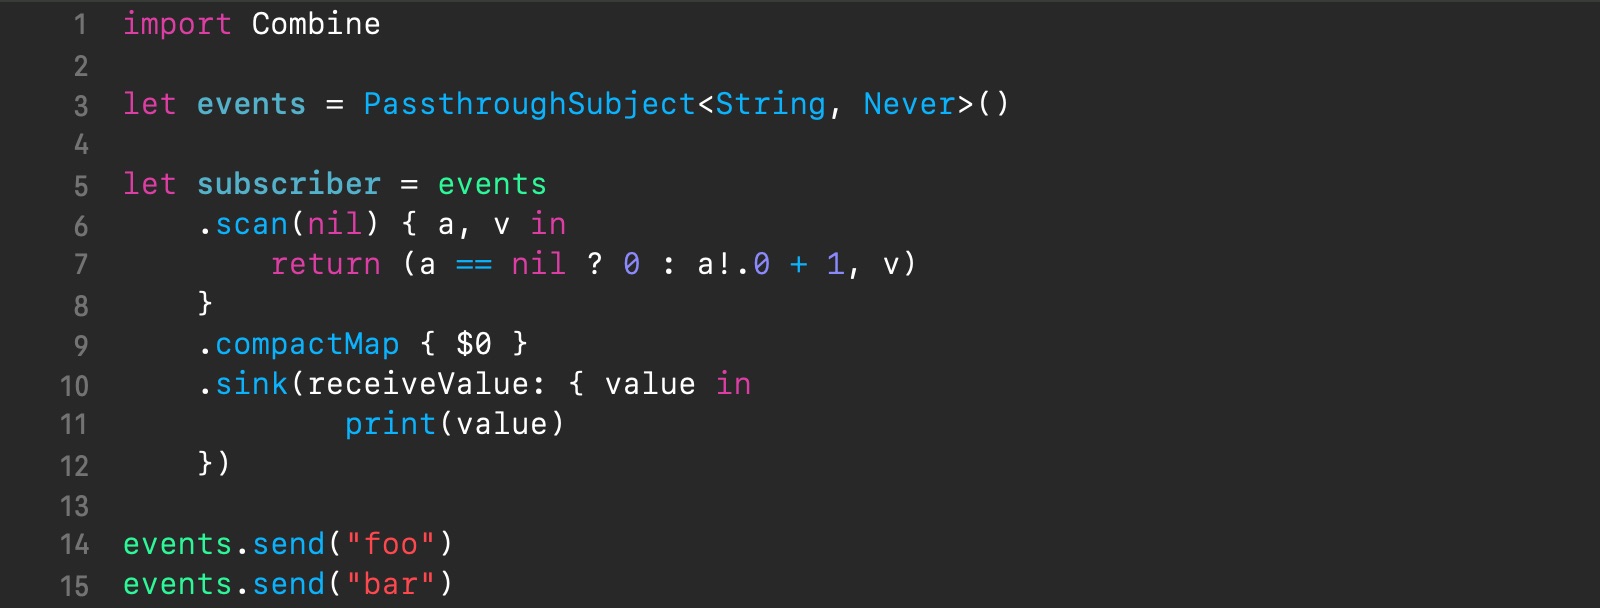 1 import Combine
2
3 let events = PassthroughSubject<String, Never>()
4
5 let subscriber = events
6     .scan(nil) { a, v in
7         return (a == nil ? 0 : a!.0 + 1, v)
8     }
9     .compactMap { $0 }
10     .sink(receiveValue: { value in
11             print(value)
12     })
13
14 events.send("foo")
15 events.send("bar")